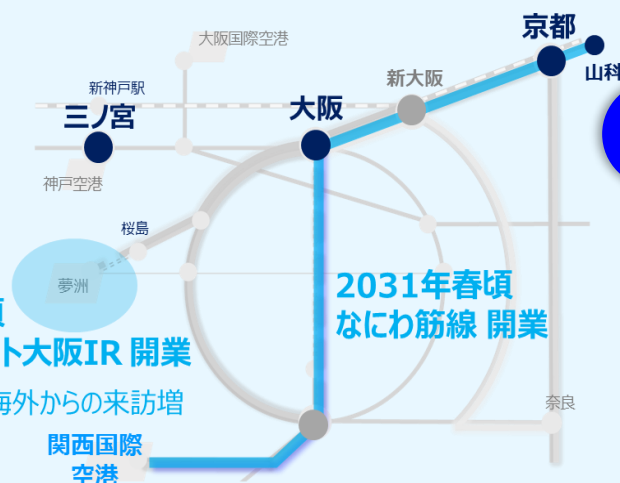 京都
山科
大阪国際空港
新大阪
新神戸駅
大阪
三ノ宮
神戸空港
桜島
夢洲
2031年春頃
なにわ筋線 開業
頃
ト大阪IR 開業
海外からの来訪増
奈良
関西国際
空港